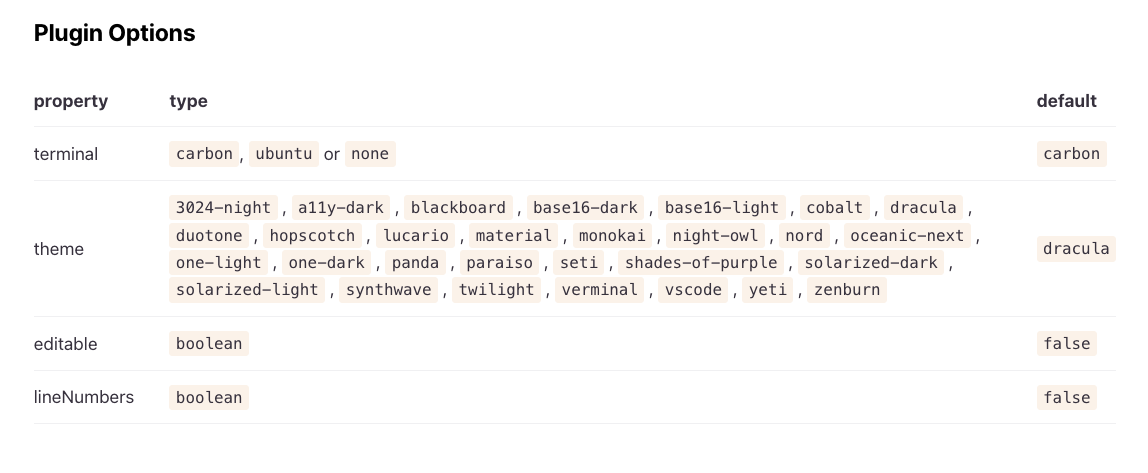 Plugin Options
property type default
terminal carbon, ubuntu or none carbon
3024-night , a11y-dark , blackboard , base16-dark , base16-light , cobalt , dracula ,
duotone , hopscotch , lucario , material , monokai , night-owl , nord , oceanic-next ,
theme dracula
one-light , one-dark , panda , paraiso , seti , shades-of-purple , solarized-dark ,
solarized-light , synthwave , twilight , verminal , vscode , yeti , zenburn
editable boolean false
lineNumbers boolean false